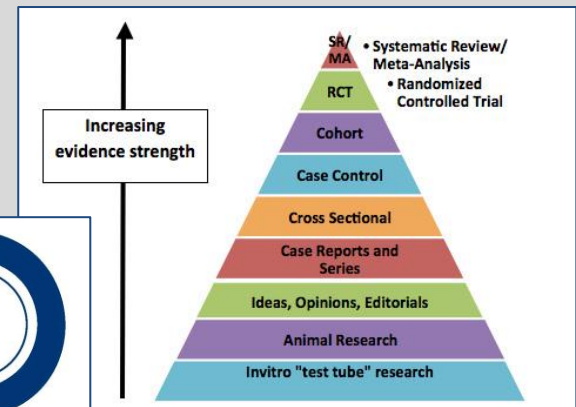 Increasing
evidence strength
SR/
MA
• Systematic Review/
Meta-Analysis
• Randomized
Controlled Trial
RCT
Cohort
Case Control
Cross Sectional
Case Reports and
Series
Ideas, Opinions, Editorials
Animal Research
Invitro "test tube" research